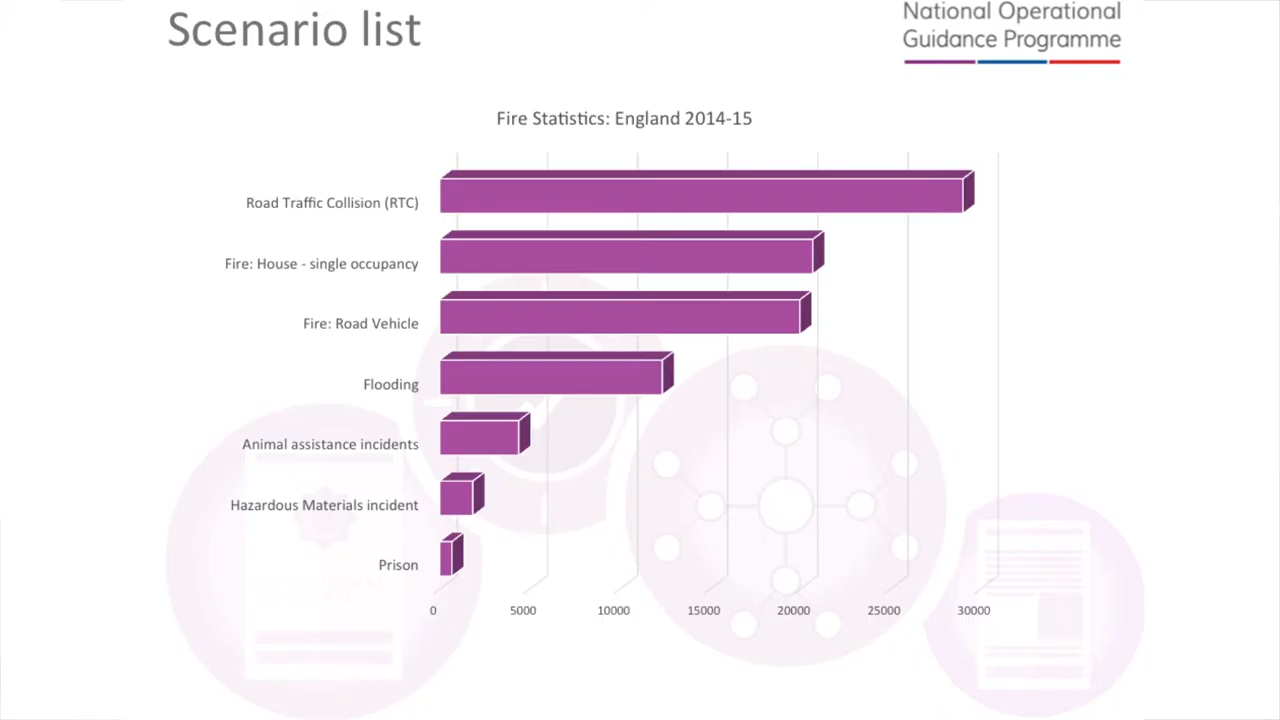 Scenario list
National Operational
Guidance Programme
Fire Statistics: England 2014-15
Road Traffic Collision (RTC)
Fire: House - single occupancy
Fire: Road Vehicle
Flooding
Animal assistance incidents
Hazardous Materials incident
Prison
0 5000 10000 15000 20000 25000 30000